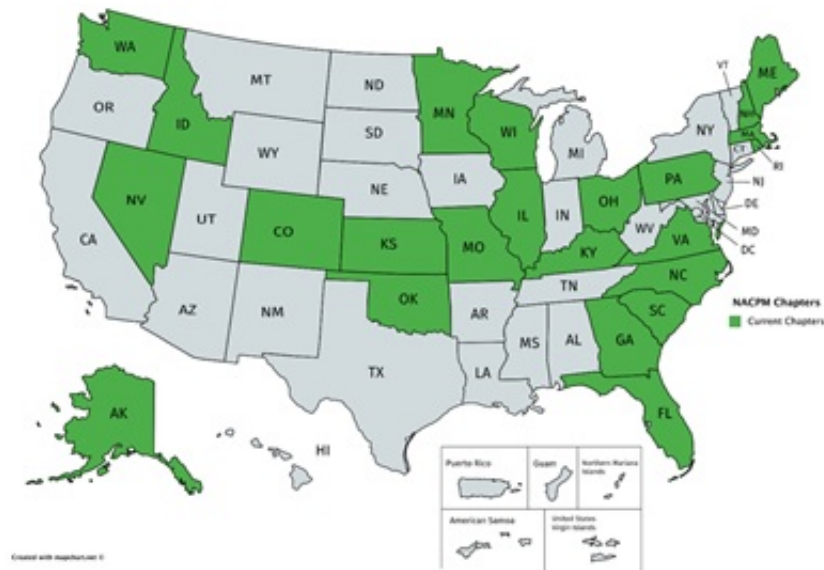 WA
MT
ND
MN
VT
ME
OR
ID
SD
WI
MI
NY
NH
MA
CT
RI
WY
NE
IA
PA
NJ
NV
UT
CO
KS
MO
IL
IN
OH
WV
VA
DE
MD
DC
CA
KY
AZ
NM
OK
AR
TN
NC
TX
LA
MS
AL
GA
SC
FL
NACPM Chapters
Current Chapters
AK
HI
Puerto Rico
Guam
Northern Mariana
Islands
American Samoa
United States
Virgin Islands
Created with mapchart.net ©